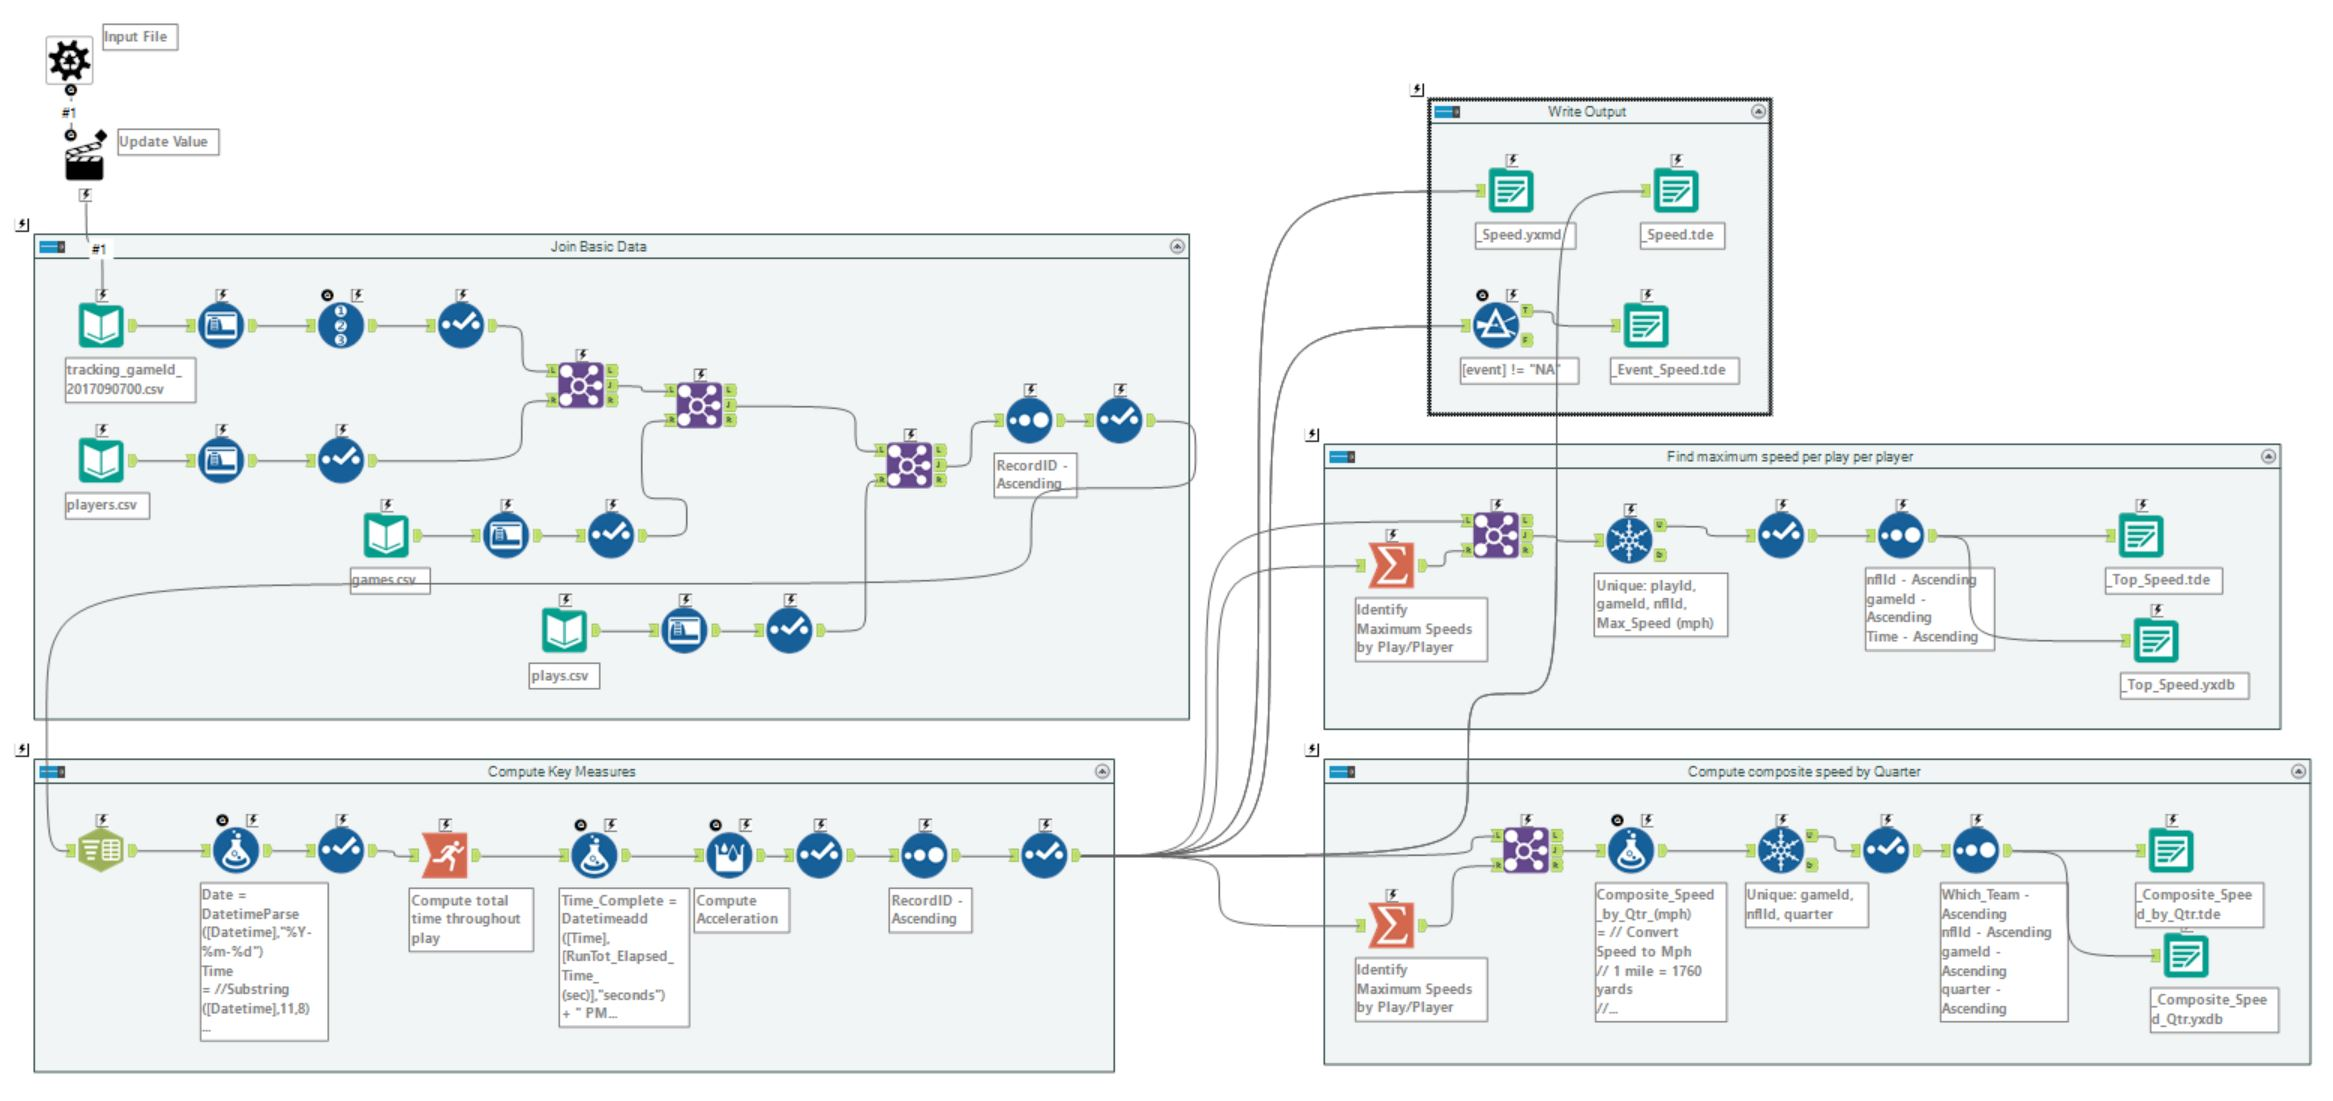 Input File
#1
Update Value
#1
Join Basic Data
tracking_gameId_
2017090700.csv
players.csv
games.csv
plays.csv
RecordID -
Ascending
Write Output
_Speed.yxmd
_Speed.tde
[event] != "NA"
_Event_Speed.tde
Find maximum speed per play per player
Identify
Maximum Speeds
by Play/Player
Unique: playId,
gameId, nflId,
Max_Speed (mph)
nflId - Ascending
gameId -
Ascending
Time - Ascending
_Top_Speed.tde
_Top_Speed.yxdb
Compute Key Measures
Date =
DatetimeParse
([Datetime],"%Y-
%m-%d")
Time
= //Substring
([Datetime],11,8)
...
Compute total
time throughout
play
Time_Complete =
Datetimeadd
([Time],
[RunTot_Elapsed_
Time_
(sec)],"seconds")
+ " PM...
Compute
Acceleration
RecordID -
Ascending
Compute composite speed by Quarter
Identify
Maximum Speeds
by Play/Player
Composite_Speed
_by_Qtr_(mph)
= // Convert
Speed to Mph
// 1 mile = 1760
yards
//...
Unique: gameId,
nflId, quarter
Which_Team -
Ascending
nflId - Ascending
gameId -
Ascending
quarter -
Ascending
_Composite_Spee
d_by_Qtr.tde
_Composite_Spee
d_Qtr.yxdb